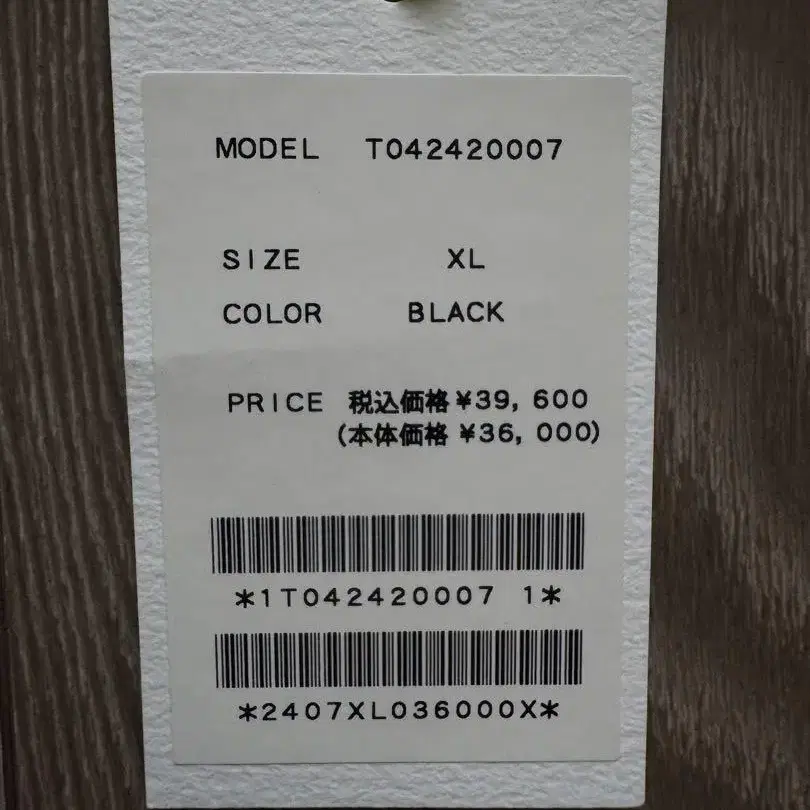 MODEL T042420007
SIZE XL
COLOR BLACK
PRICE 税込価格 ¥39,600
(本体価格 ¥36,000)
*1T042420007 1*
*2407XL036000X*